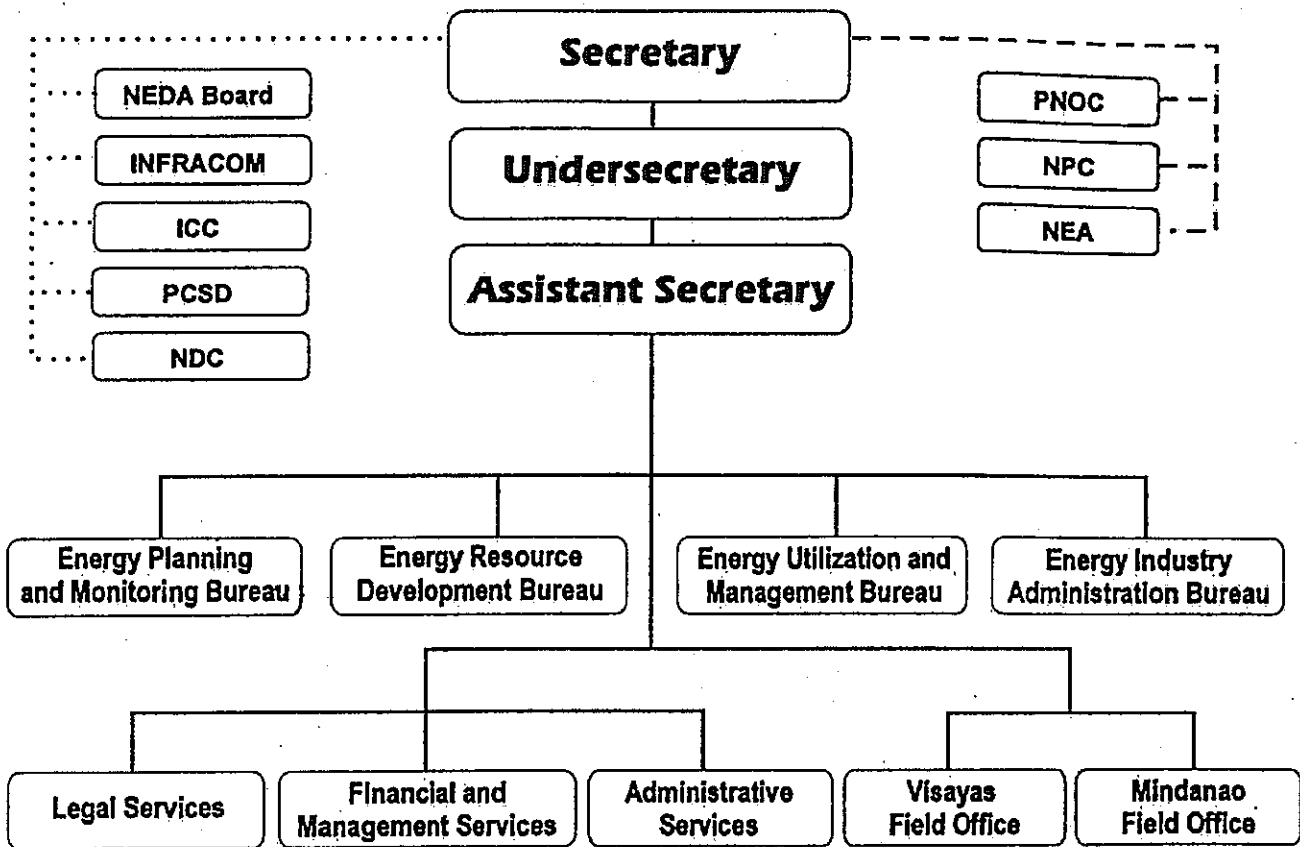 Secretary
NEDA Board
INFRACOM
ICC
PCSD
NDC
PNOC
NPC
NEA
Undersecretary
Assistant Secretary
Energy Planning
and Monitoring Bureau
Energy Resource
Development Bureau
Energy Utilization and
Management Bureau
Energy Industry
Administration Bureau
Legal Services
Financial and
Management Services
Administrative
Services
Visayas
Field Office
Mindanao
Field Office